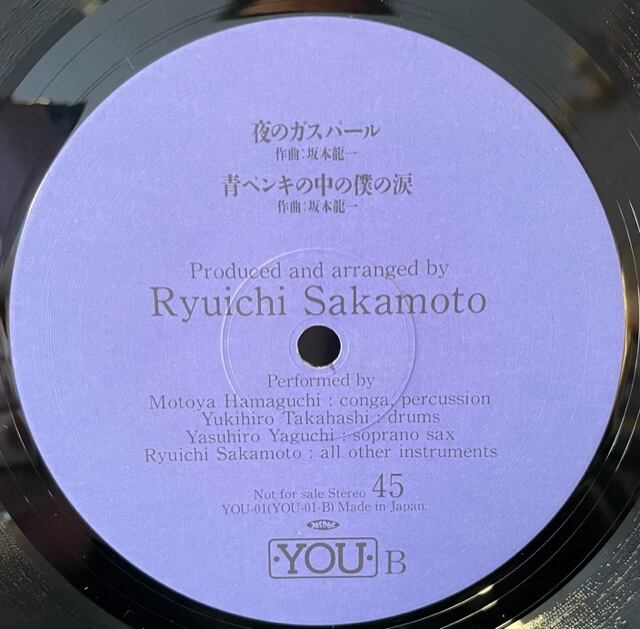 夜のガスパール
作曲:坂本龍一
青ペンキの中の僕の涙
作曲:坂本龍一
Produced and arranged by
Ryuichi Sakamoto
Performed by
Motoya Hamaguchi : conga, percussion
Yukihiro Takahashi : drums
Yasuhiro Yaguchi : soprano sax
Ryuichi Sakamoto : all other instruments
Not for sale Stereo 45
YOU-01(YOU-01-B) Made in Japan.
·YOU· B